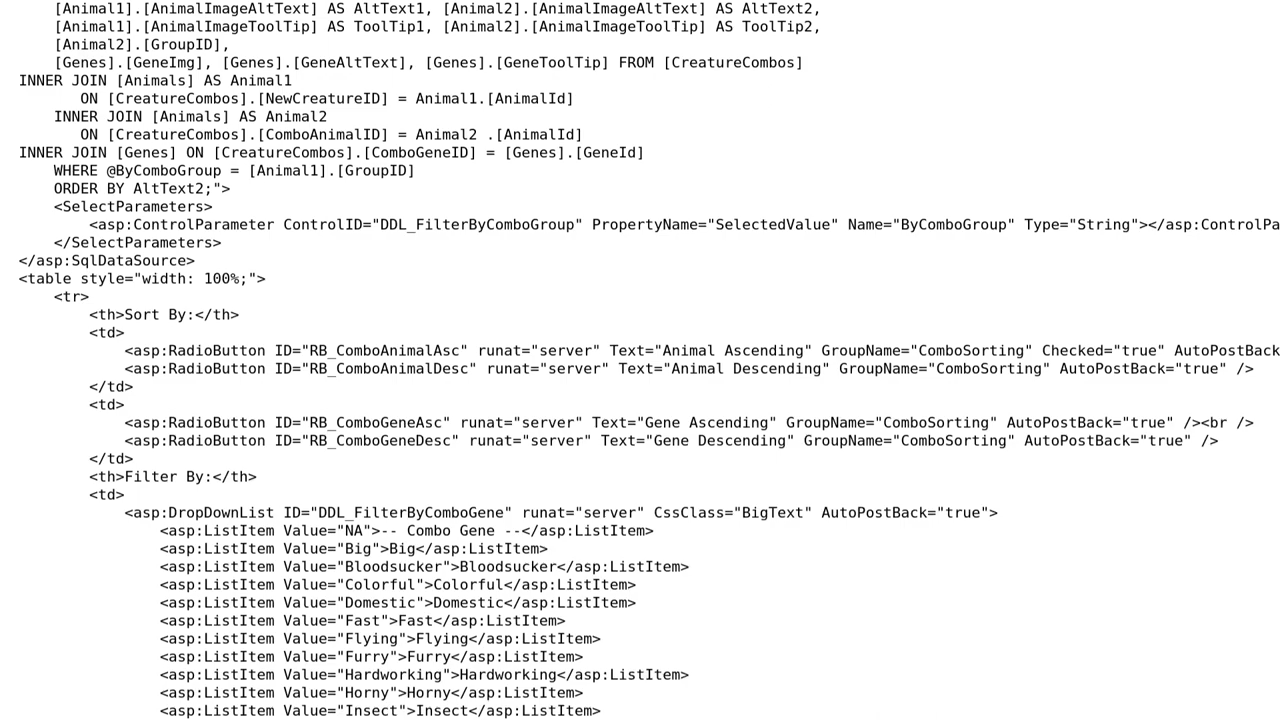 [Animal1].[AnimalImageAltText] AS AltText1, [Animal2].[AnimalImageAltText] AS AltText2,
[Animal1].[AnimalImageToolTip] AS ToolTip1, [Animal2].[AnimalImageToolTip] AS ToolTip2,
[Animal2].[GroupID],
[Genes].[GeneImg], [Genes].[GeneAltText], [Genes].[GeneToolTip] FROM [CreatureCombos]
INNER JOIN [Animals] AS Animal1
ON [CreatureCombos].[NewCreatureID] = Animal1.[AnimalId]
INNER JOIN [Animals] AS Animal2
ON [CreatureCombos].[ComboAnimalID] = Animal2 .[AnimalId]
INNER JOIN [Genes] ON [CreatureCombos].[ComboGeneID] = [Genes].[GeneId]
WHERE @ByComboGroup = [Animal1].[GroupID]
ORDER BY AltText2;">
<SelectParameters>
<asp:ControlParameter ControlID="DDL_FilterByComboGroup" PropertyName="SelectedValue" Name="ByComboGroup" Type="String"></asp:ControlPa
</SelectParameters>
</asp:SqlDataSource>
<table style="width: 100%;">
<tr>
<th>Sort By:</th>
<td>
<asp:RadioButton ID="RB_ComboAnimalAsc" runat="server" Text="Animal Ascending" GroupName="ComboSorting" Checked="true" AutoPostBack
<asp:RadioButton ID="RB_ComboAnimalDesc" runat="server" Text="Animal Descending" GroupName="ComboSorting" AutoPostBack="true" />
</td>
<td>
<asp:RadioButton ID="RB_ComboGeneAsc" runat="server" Text="Gene Ascending" GroupName="ComboSorting" AutoPostBack="true" /><br />
<asp:RadioButton ID="RB_ComboGeneDesc" runat="server" Text="Gene Descending" GroupName="ComboSorting" AutoPostBack="true" />
</td>
<th>Filter By:</th>
<td>
<asp:DropDownList ID="DDL_FilterByComboGene" runat="server" CssClass="BigText" AutoPostBack="true">
<asp:ListItem Value="NA">-- Combo Gene --</asp:ListItem>
<asp:ListItem Value="Big">Big</asp:ListItem>
<asp:ListItem Value="Bloodsucker">Bloodsucker</asp:ListItem>
<asp:ListItem Value="Colorful">Colorful</asp:ListItem>
<asp:ListItem Value="Domestic">Domestic</asp:ListItem>
<asp:ListItem Value="Fast">Fast</asp:ListItem>
<asp:ListItem Value="Flying">Flying</asp:ListItem>
<asp:ListItem Value="Furry">Furry</asp:ListItem>
<asp:ListItem Value="Hardworking">Hardworking</asp:ListItem>
<asp:ListItem Value="Horny">Horny</asp:ListItem>
<asp:ListItem Value="Insect">Insect</asp:ListItem>